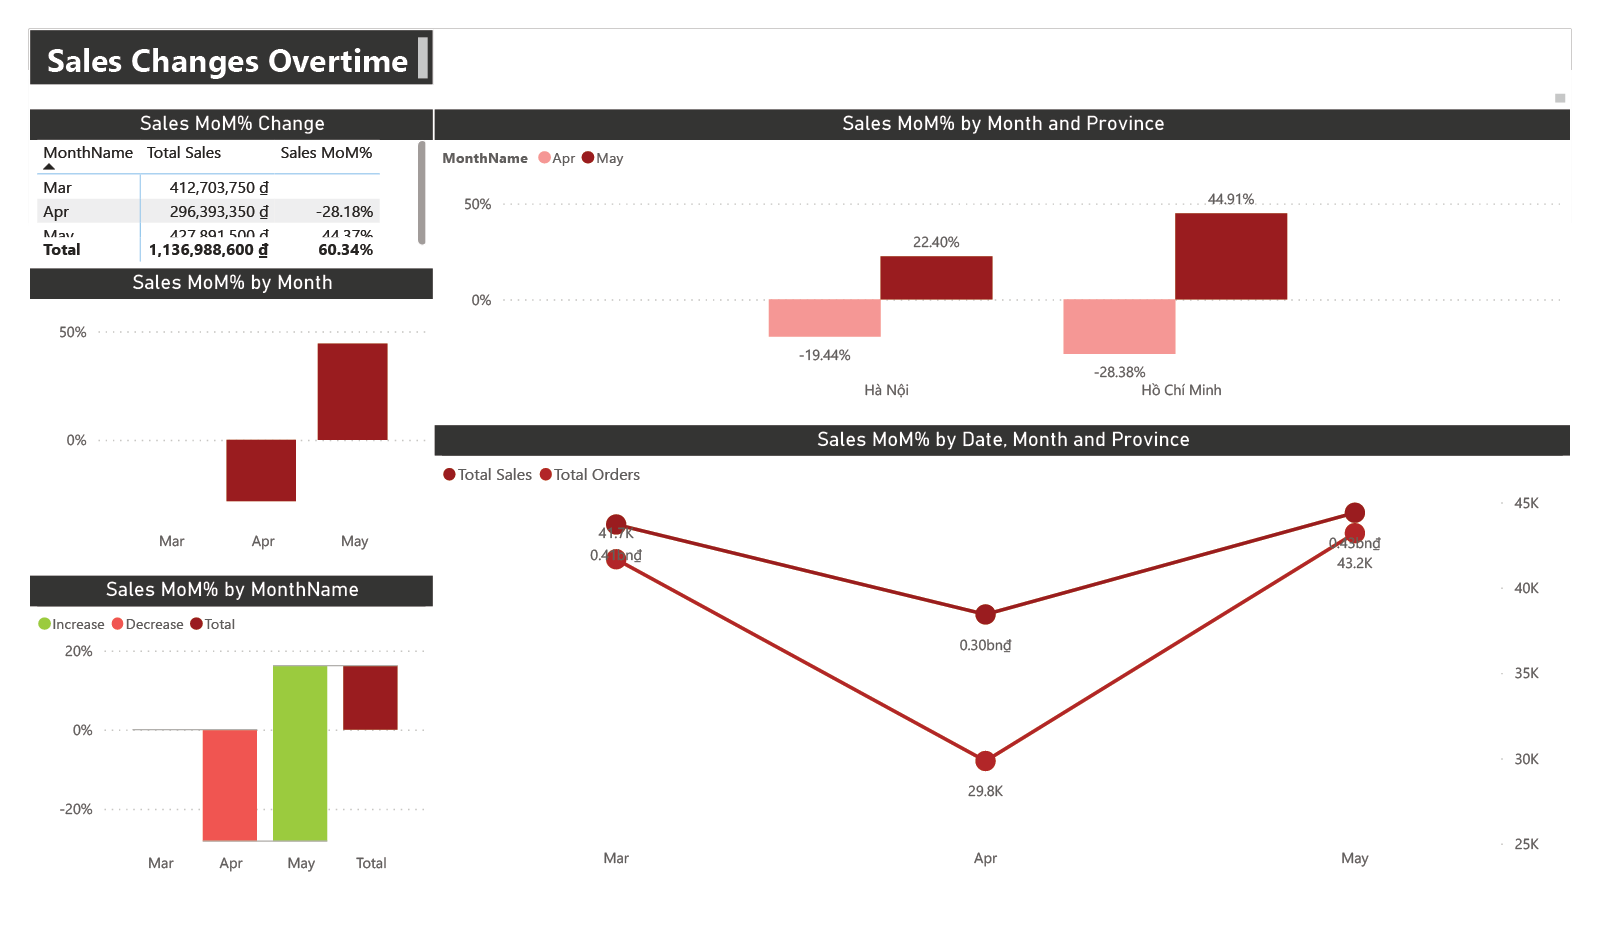 Sales Changes Overtime
Sales MoM% Change
MonthName Total Sales Sales MoM%
Mar 412,703,750 ₫
Apr 296,393,350 ₫ -28.18%
May 427,891,500 ₫ 44.37%
Total 1,136,988,600 ₫ 60.34%
Sales MoM% by Month
50%
0%
Mar Apr May
Sales MoM% by MonthName
Increase Decrease Total
20%
0%
-20%
Mar Apr May Total
Sales MoM% by Month and Province
MonthName Apr May
50%
0%
-19.44%
22.40%
-28.38%
44.91%
Hà Nội Hồ Chí Minh
Sales MoM% by Date, Month and Province
Total Sales Total Orders
41.7K
0.41bn₫
0.30bn₫
29.8K
0.43bn₫
43.2K
45K
40K
35K
30K
25K
Mar Apr May